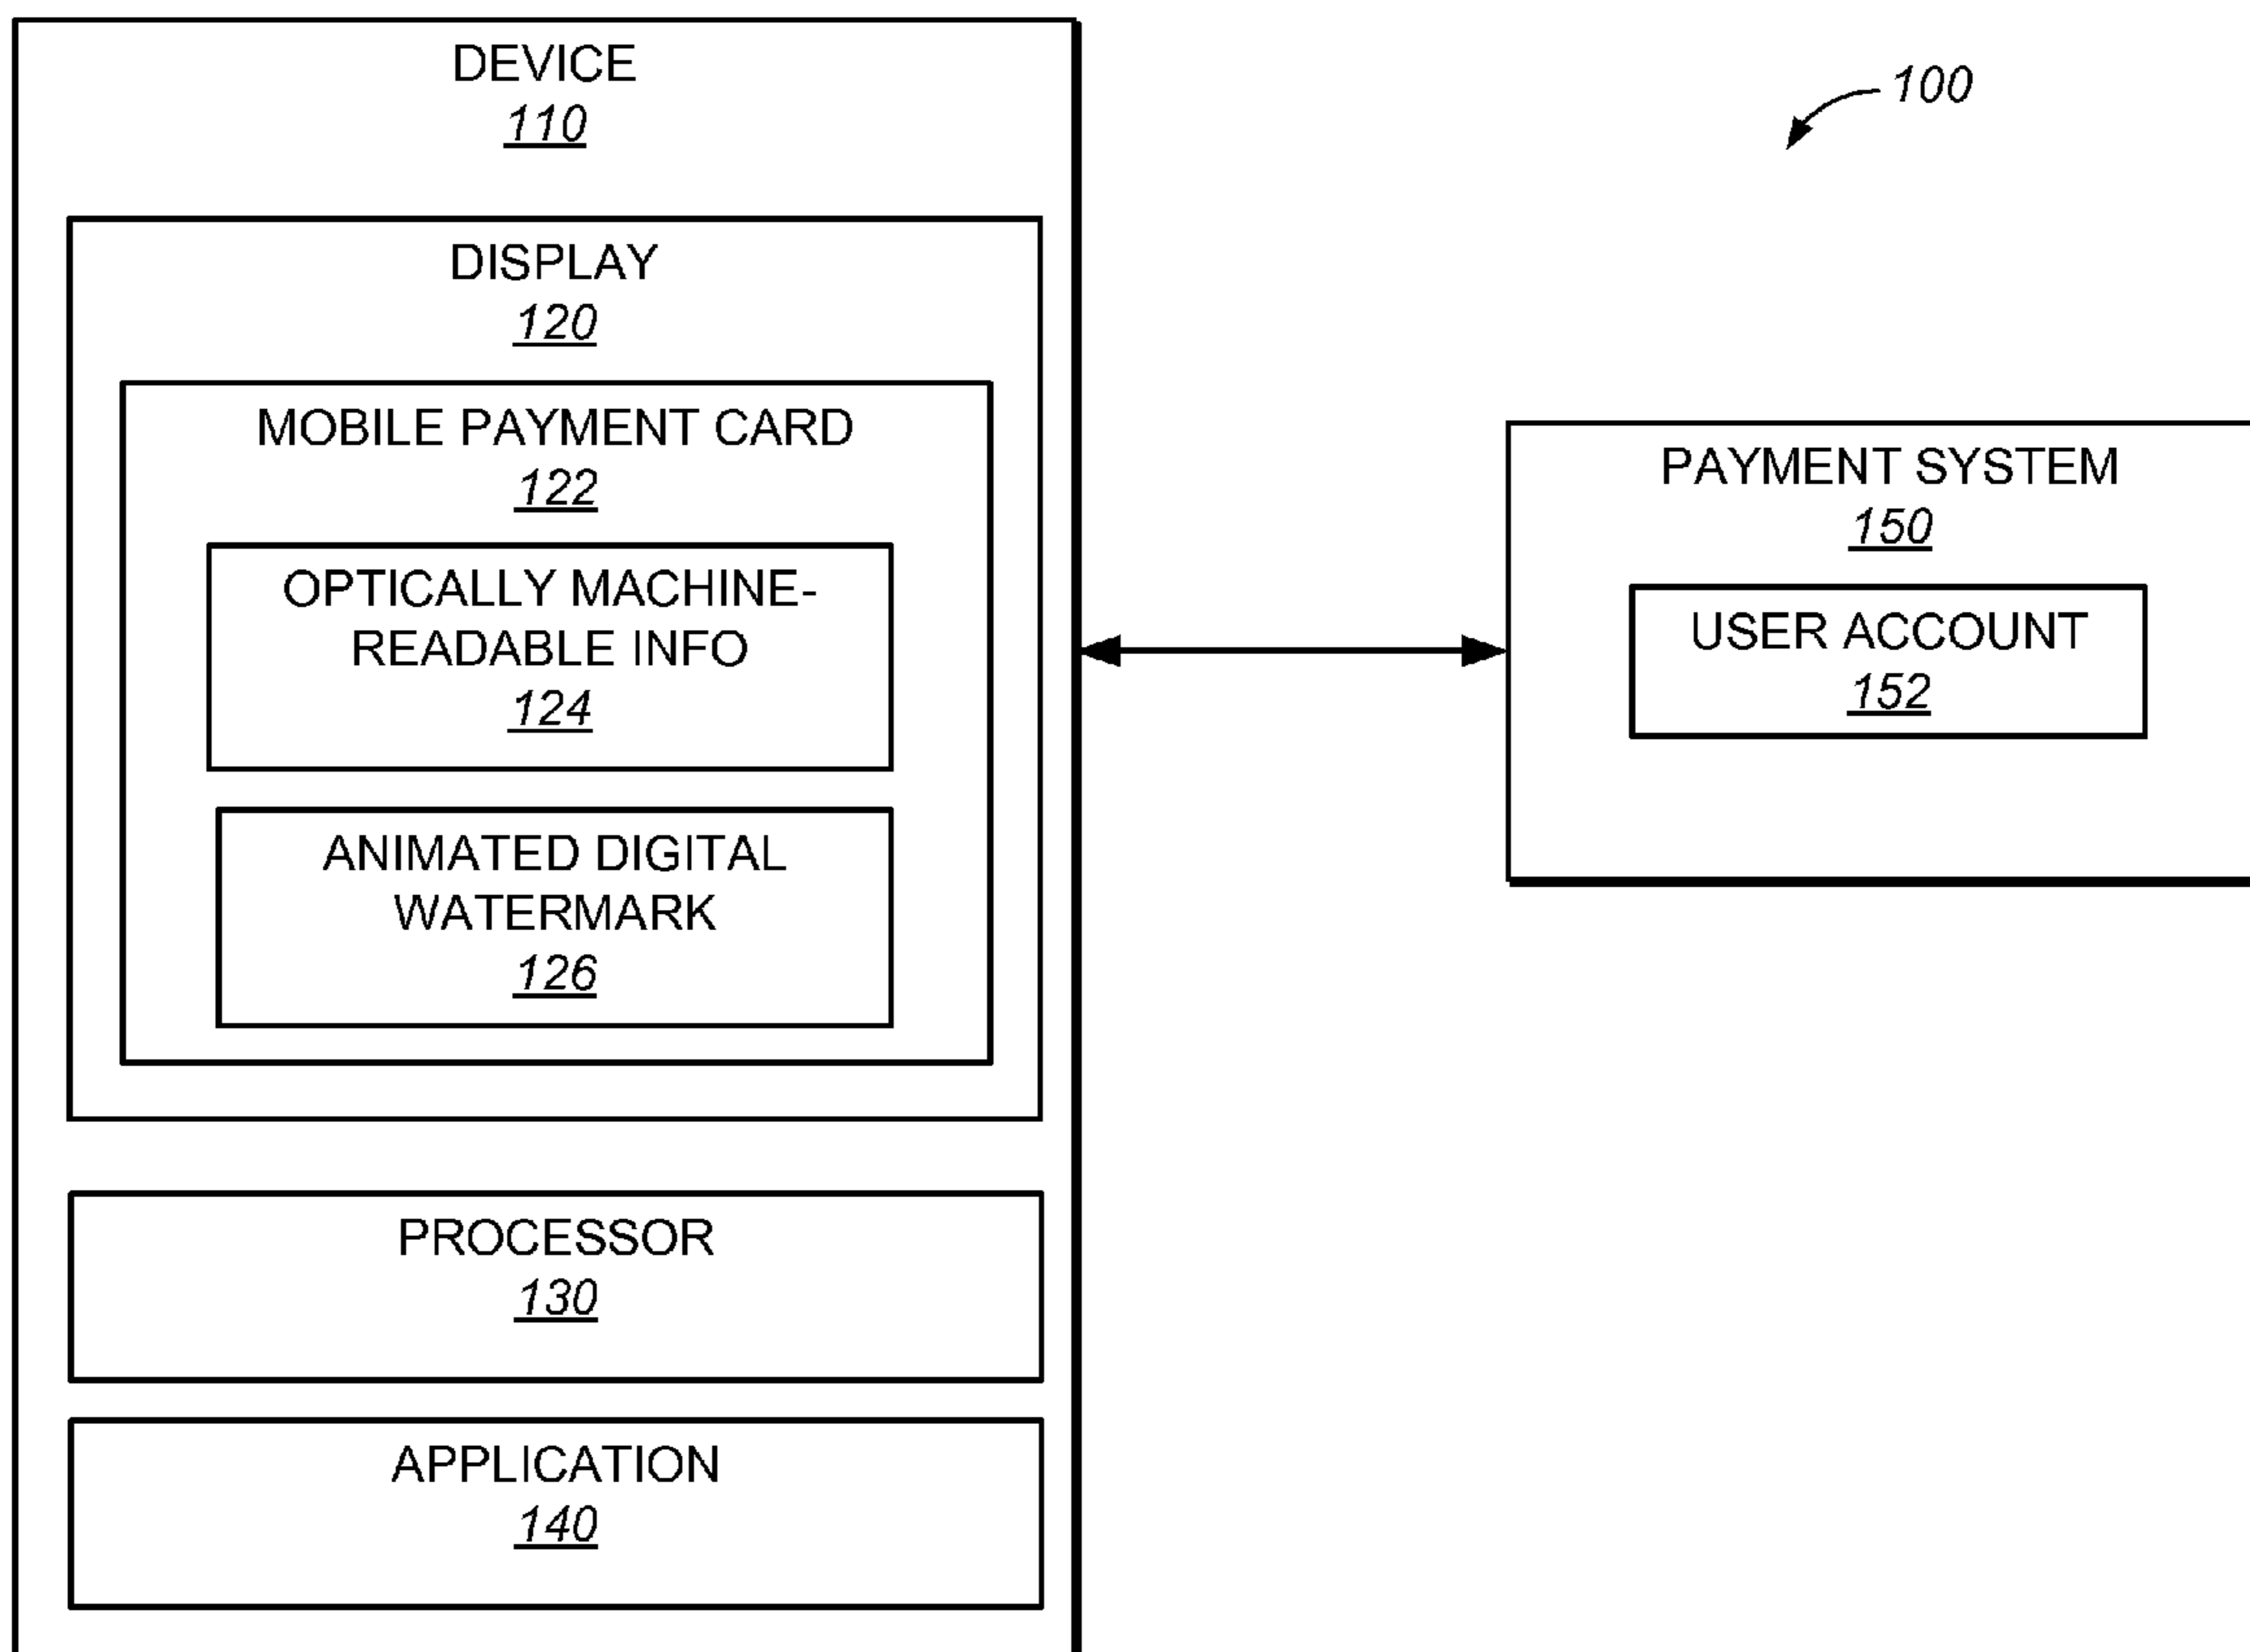 DEVICE
110
100
DISPLAY
120
MOBILE PAYMENT CARD
122
OPTICALLY MACHINE-
READABLE INFO
124
ANIMATED DIGITAL
WATERMARK
126
PROCESSOR
130
APPLICATION
140
PAYMENT SYSTEM
150
USER ACCOUNT
152